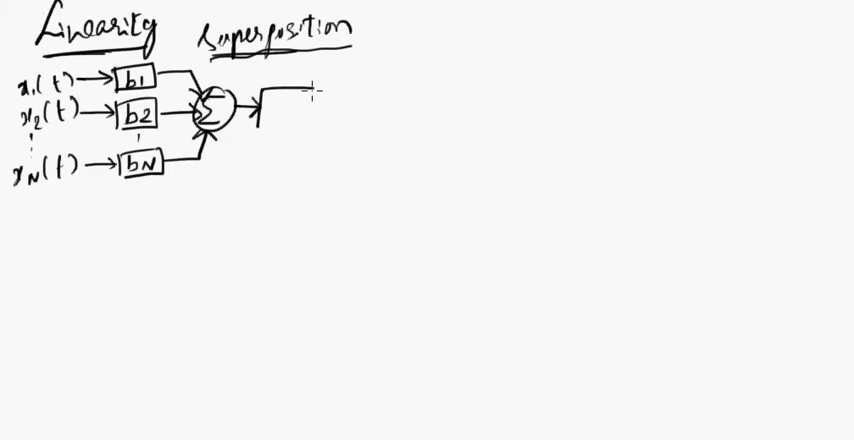 Linearity Superposition
x₁(t) → b1
x₂(t) → b2 Σ
xN(t) → bN